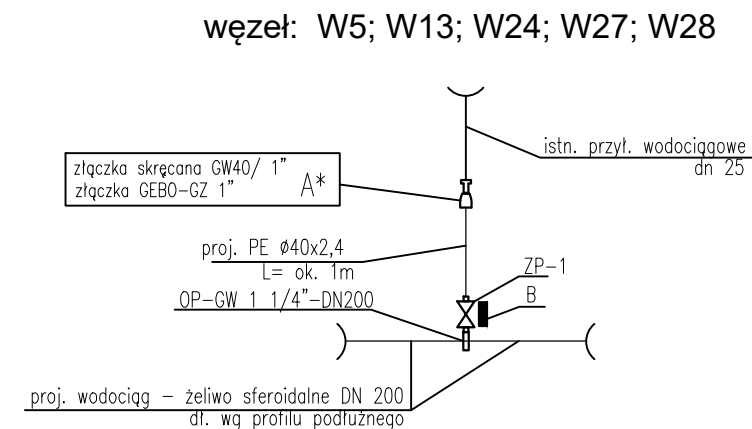 węzeł: W5; W13; W24; W27; W28
istn. przył. wodociągowe
dn 25
złączka skręcana GW40/ 1"
złączka GEBO-GZ 1"
A*
proj. PE ø40x2,4
L= ok. 1m
ZP-1
OP-GW 1 1/4"-DN200
B
proj. wodociąg – żeliwo sferoidalne DN 200
dł. wg profilu podłużnego